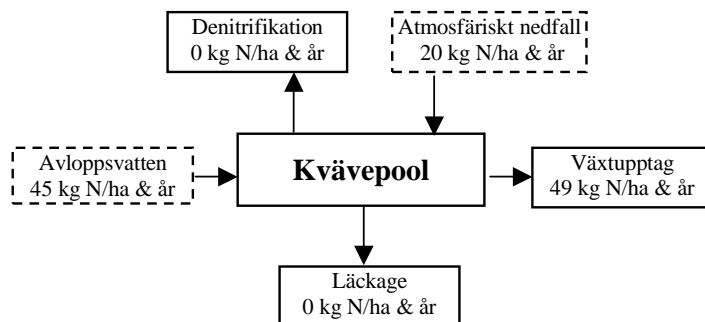 Denitrifikation
0 kg N/ha & år
Atmosfäriskt nedfall
20 kg N/ha & år
Avloppsvatten
45 kg N/ha & år
Kvävepool
Växtupptag
49 kg N/ha & år
Läckage
0 kg N/ha & år